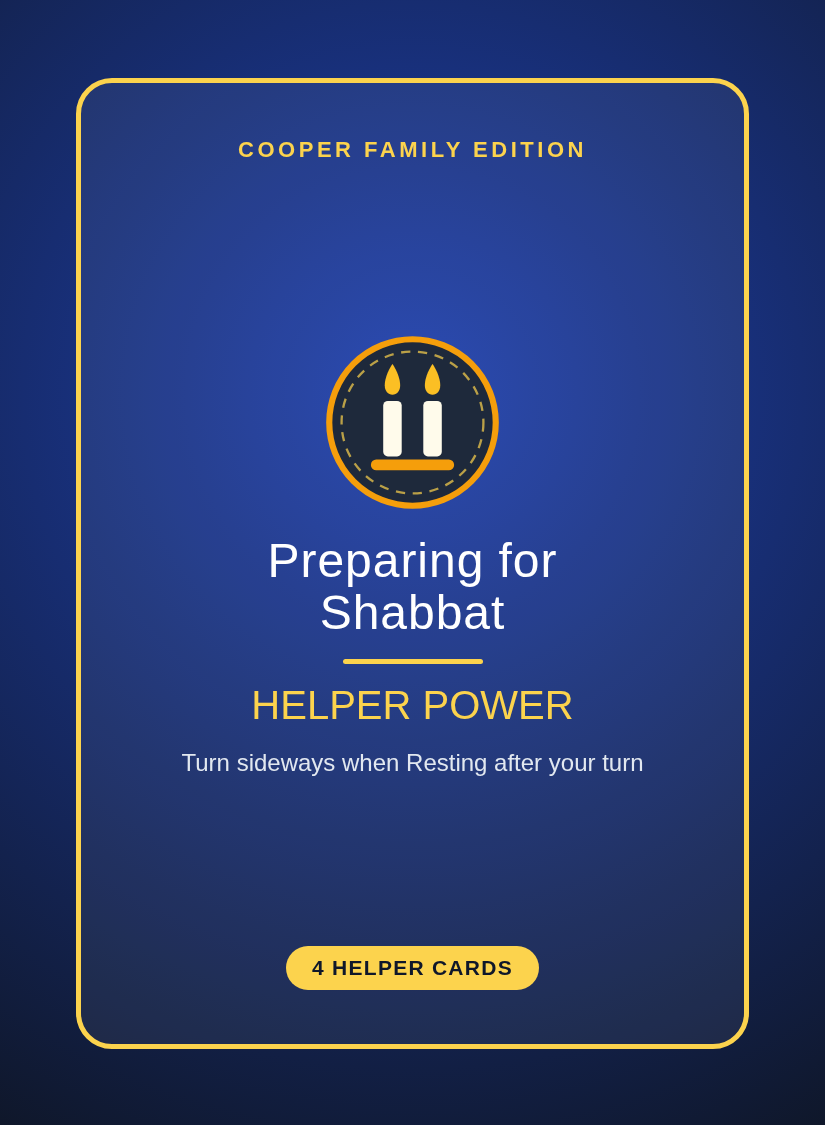 COOPER FAMILY EDITION
Preparing for
Shabbat
HELPER POWER
Turn sideways when Resting after your turn
4 HELPER CARDS